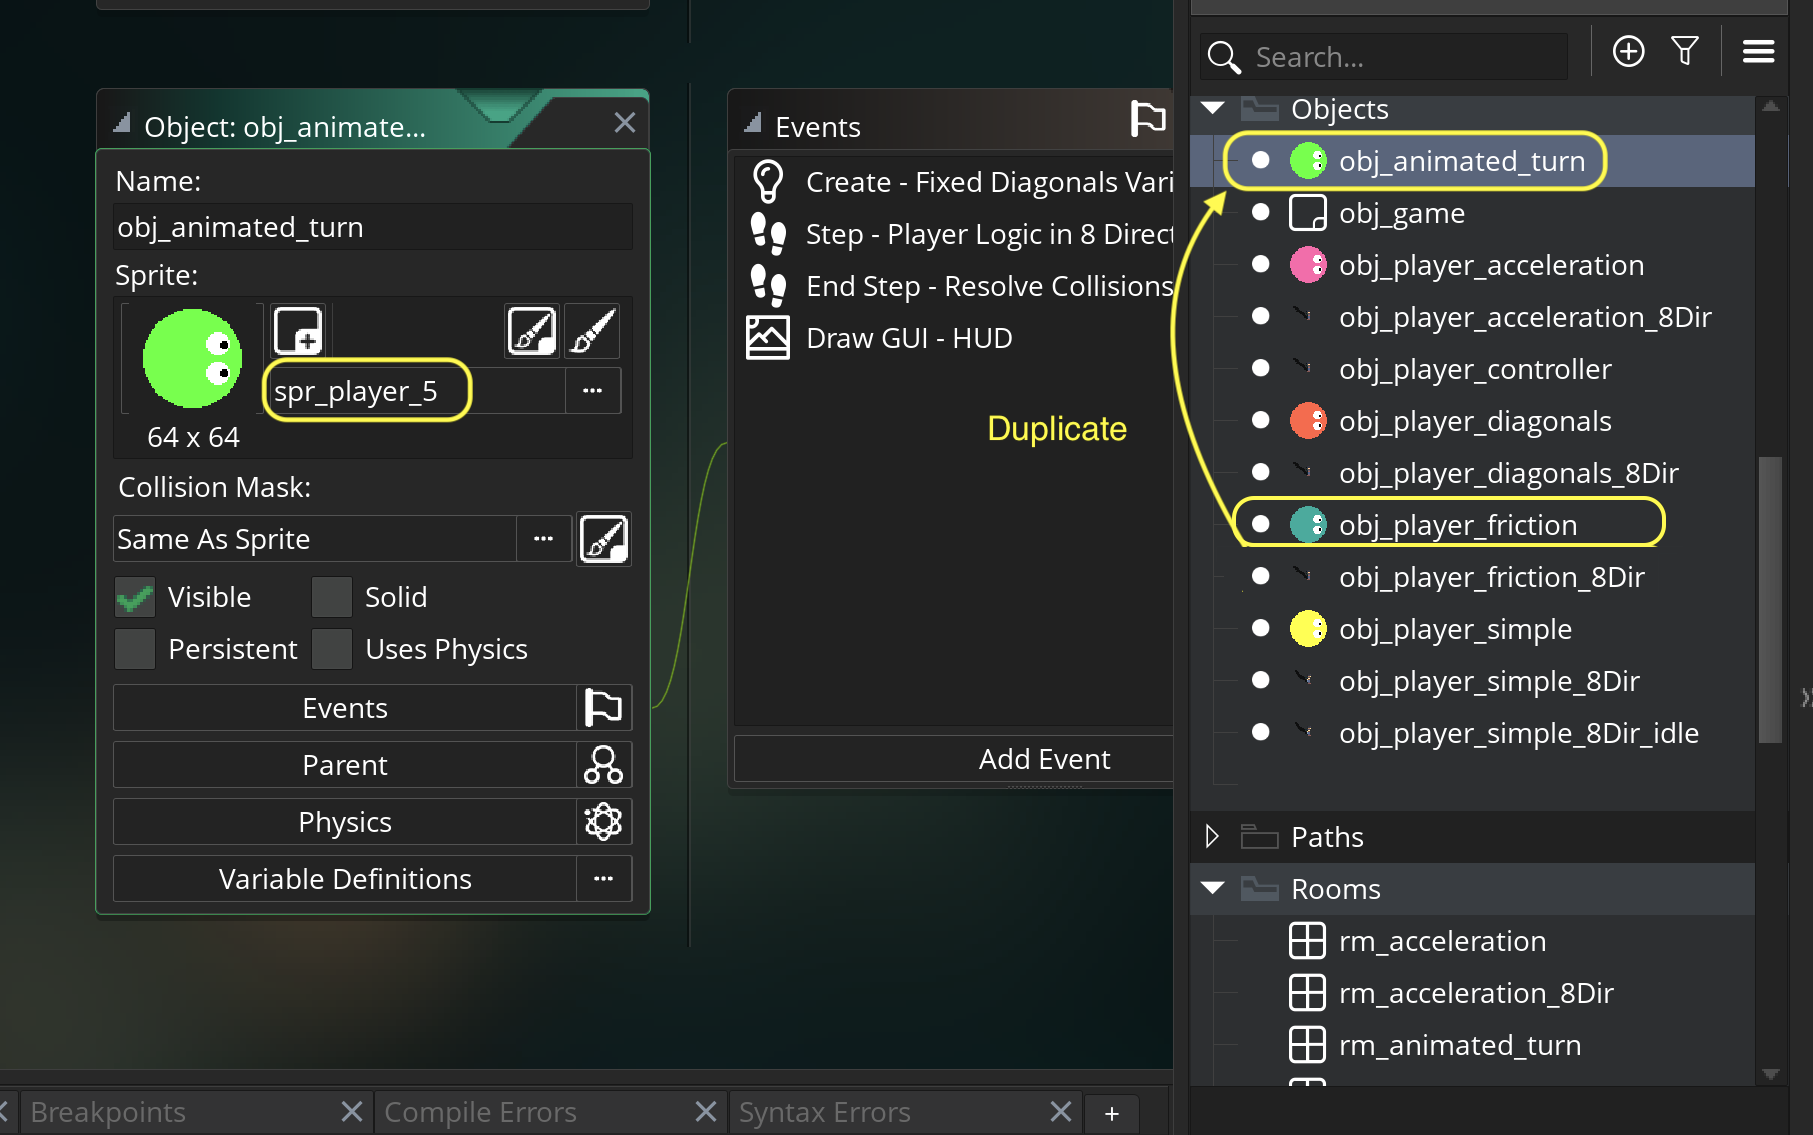 Object: obj_animate...
Name:
obj_animated_turn
Sprite:
spr_player_5
...
64 x 64
Collision Mask:
Same As Sprite
...
Visible
Solid
Persistent
Uses Physics
Events
Parent
Physics
Variable Definitions
...
Events
Create - Fixed Diagonals Vari
Step - Player Logic in 8 Direct
End Step - Resolve Collisions
Draw GUI - HUD
Duplicate
Add Event
Search...
Objects
obj_animated_turn
obj_game
obj_player_acceleration
obj_player_acceleration_8Dir
obj_player_controller
obj_player_diagonals
obj_player_diagonals_8Dir
obj_player_friction
obj_player_friction_8Dir
obj_player_simple
obj_player_simple_8Dir
obj_player_simple_8Dir_idle
Paths
Rooms
rm_acceleration
rm_acceleration_8Dir
rm_animated_turn
Breakpoints
Compile Errors
Syntax Errors
+